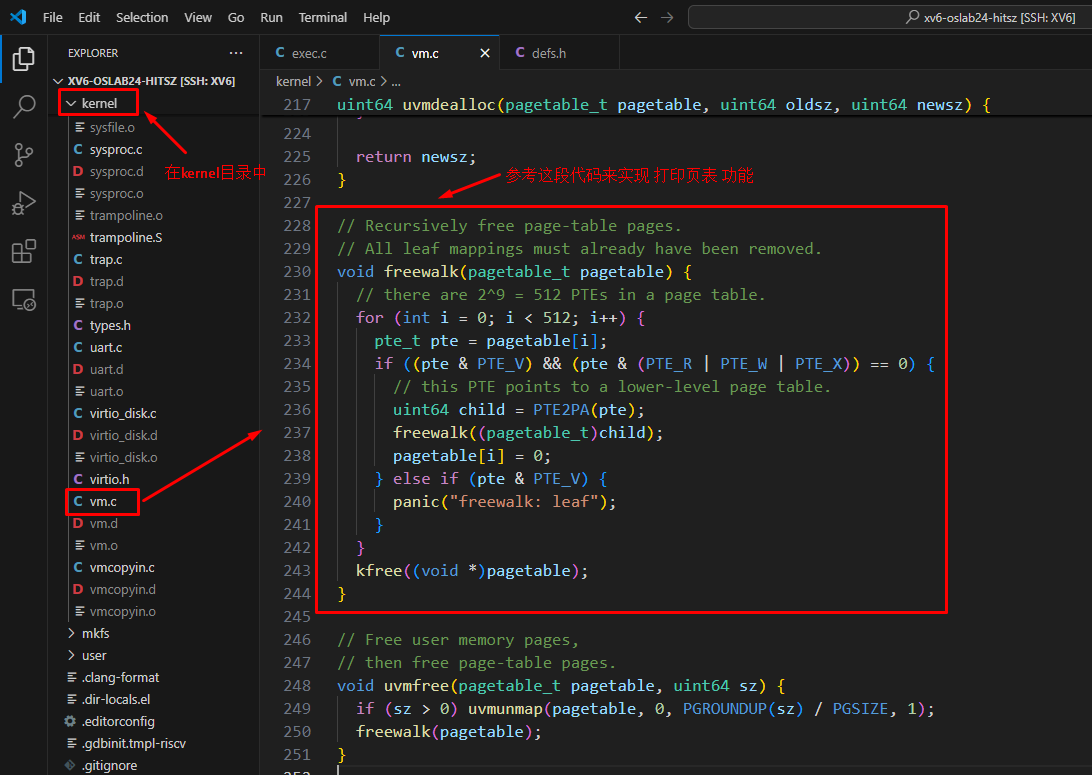 File Edit Selection View Go Run Terminal Help
xv6-oslab24-hitsz [SSH: XV6]
EXPLORER
XV6-OSLAB24-HITSZ [SSH: XV6]
kernel
sysfile.o
C sysproc.c
D sysproc.d
sysproc.o
trampoline.o
ASM trampoline.S
C trap.c
D trap.d
trap.o
C types.h
C uart.c
D uart.d
uart.o
C virtio_disk.c
D virtio_disk.d
virtio_disk.o
C virtio.h
C vm.c
D vm.d
vm.o
C vmcopyin.c
D vmcopyin.d
vmcopyin.o
mkfs
user
.clang-format
.dir-locals.el
.editorconfig
.gdbinit.tmpl-riscv
.gitignore
在kernel目录中
C exec.c C vm.c C defs.h
kernel > C vm.c > ...
217 uint64 uvmdealloc(pagetable_t pagetable, uint64 oldsz, uint64 newsz) {
224
225 return newsz;
226 }
参考这段代码来实现 打印页表 功能
227
228 // Recursively free page-table pages.
229 // All leaf mappings must already have been removed.
230 void freewalk(pagetable_t pagetable) {
231 // there are 2^9 = 512 PTEs in a page table.
232 for (int i = 0; i < 512; i++) {
233 pte_t pte = pagetable[i];
234 if ((pte & PTE_V) && (pte & (PTE_R | PTE_W | PTE_X)) == 0) {
235 // this PTE points to a lower-level page table.
236 uint64 child = PTE2PA(pte);
237 freewalk((pagetable_t)child);
238 pagetable[i] = 0;
239 } else if (pte & PTE_V) {
240 panic("freewalk: leaf");
241 }
242 }
243 kfree((void *)pagetable);
244 }
245
246 // Free user memory pages,
247 // then free page-table pages.
248 void uvmfree(pagetable_t pagetable, uint64 sz) {
249 if (sz > 0) uvmunmap(pagetable, 0, PGROUNDUP(sz) / PGSIZE, 1);
250 freewalk(pagetable);
251 }